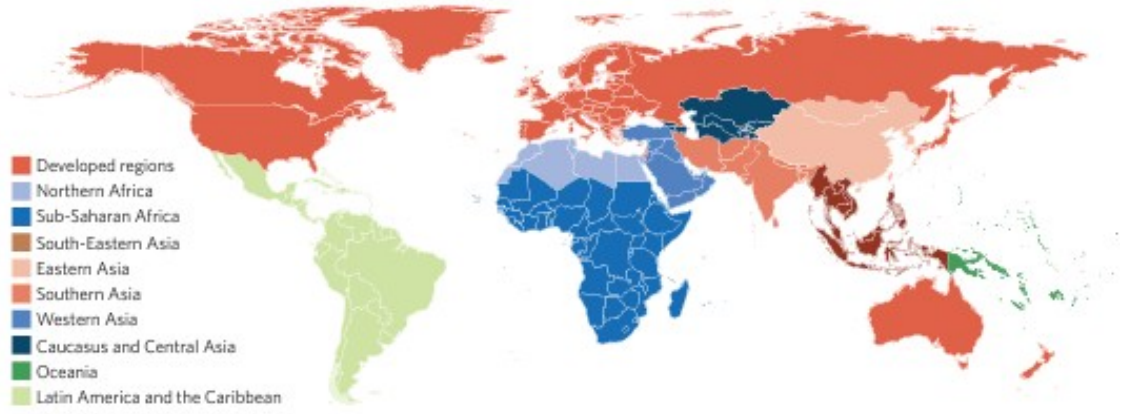 Developed regions
Northern Africa
Sub-Saharan Africa
South-Eastern Asia
Eastern Asia
Southern Asia
Western Asia
Caucasus and Central Asia
Oceania
Latin America and the Caribbean